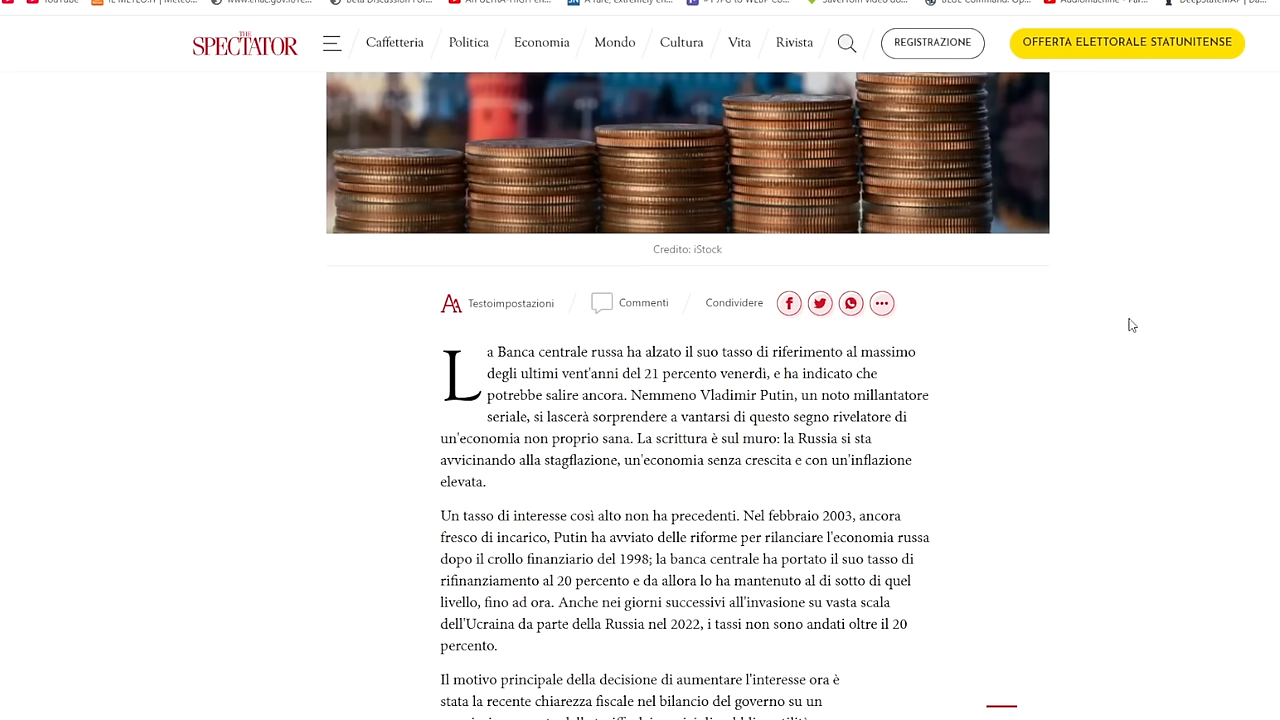 YouTube
THE SPECTATOR
Caffetteria
Politica
Economia
Mondo
Cultura
Vita
Rivista
REGISTRAZIONE
OFFERTA ELETTORALE STATUNITENSE
Credito: iStock
Testoimpostazioni
Commenti
Condividere
La Banca centrale russa ha alzato il suo tasso di riferimento al massimo
degli ultimi vent'anni del 21 percento venerdì, e ha indicato che
potrebbe salire ancora. Nemmeno Vladimir Putin, un noto millantatore
seriale, si lascerà sorprendere a vantarsi di questo segno rivelatore di
un'economia non proprio sana. La scrittura è sul muro: la Russia si sta
avvicinando alla stagflazione, un'economia senza crescita e con un'inflazione
elevata.
Un tasso di interesse così alto non ha precedenti. Nel febbraio 2003, ancora
fresco di incarico, Putin ha avviato delle riforme per rilanciare l'economia russa
dopo il crollo finanziario del 1998; la banca centrale ha portato il suo tasso di
rifinanziamento al 20 percento e da allora lo ha mantenuto al di sotto di quel
livello, fino ad ora. Anche nei giorni successivi all'invasione su vasta scala
dell'Ucraina da parte della Russia nel 2022, i tassi non sono andati oltre il 20
percento.
Il motivo principale della decisione di aumentare l'interesse ora è
stata la recente chiarezza fiscale nel bilancio del governo su un